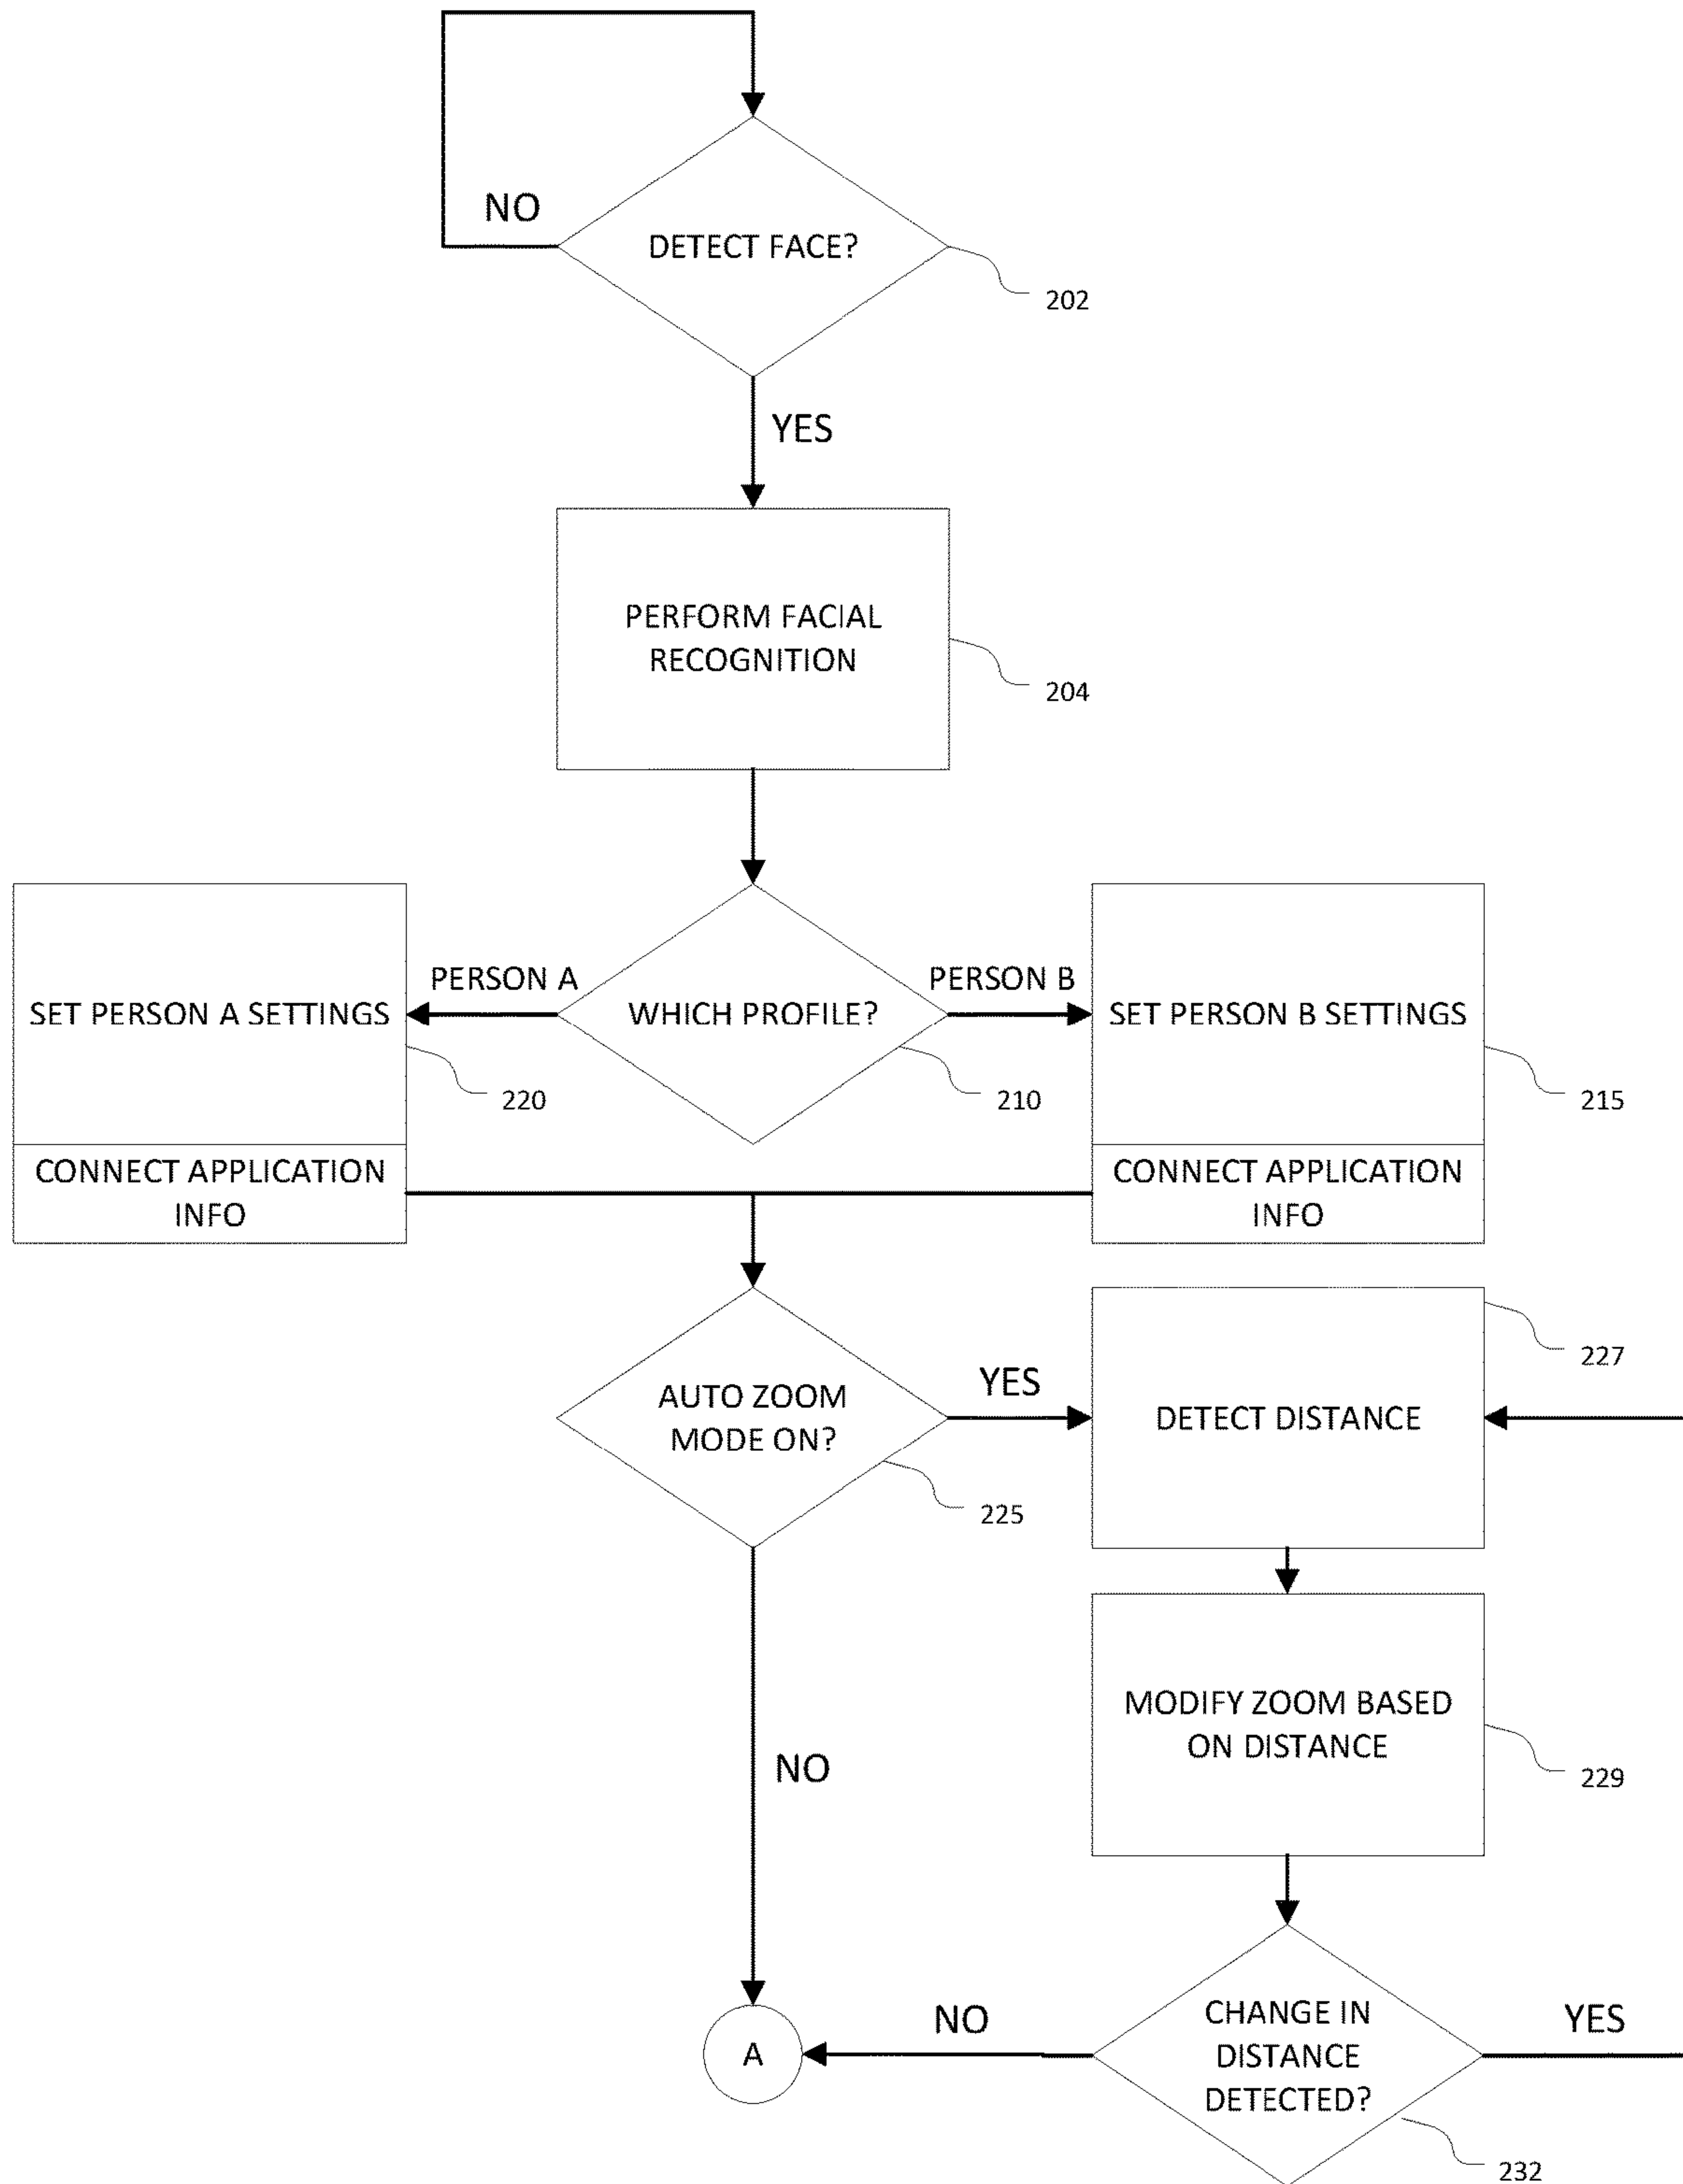 NO
DETECT FACE?
202
YES
PERFORM FACIAL
RECOGNITION
204
PERSON A
PERSON B
SET PERSON A SETTINGS
WHICH PROFILE?
SET PERSON B SETTINGS
220
210
215
CONNECT APPLICATION
INFO
CONNECT APPLICATION
INFO
227
AUTO ZOOM
MODE ON?
YES
DETECT DISTANCE
225
MODIFY ZOOM BASED
ON DISTANCE
NO
229
NO
CHANGE IN
DISTANCE
DETECTED?
YES
A
232